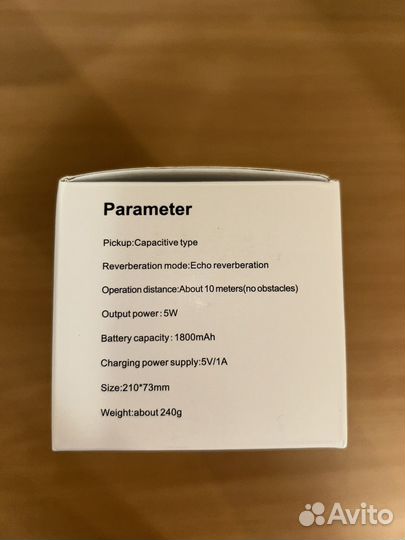 Parameter
Pickup:Capacitive type
Reverberation mode:Echo reverberation
Operation distance:About 10 meters(no obstacles)
Output power:5W
Battery capacity:1800mAh
Charging power supply:5V/1A
Size:210*73mm
Weight:about 240g
Avito